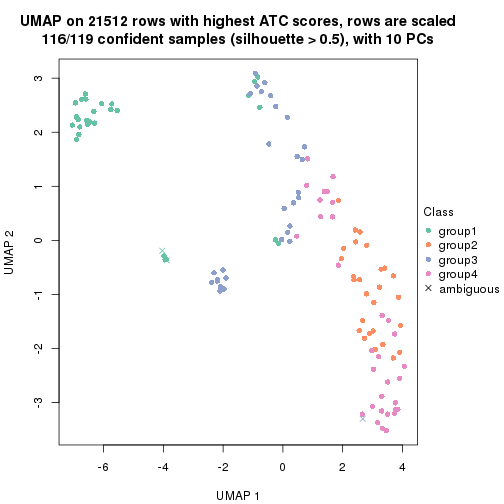 UMAP on 21512 rows with highest ATC scores, rows are scaled
116/119 confident samples (silhouette > 0.5), with 10 PCs
3
2
1
0
-1
-2
-3
UMAP 2
-6
-4
-2
0
2
4
UMAP 1
Class
group1
group2
group3
group4
ambiguous